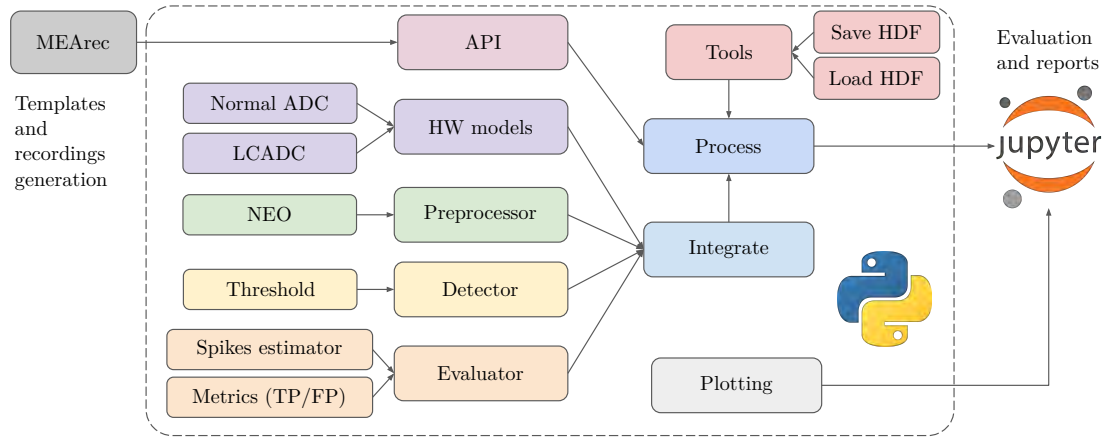 MEArec
Templates
and
recordings
generation
API
Normal ADC
LCADC
HW models
NEO
Preprocessor
Threshold
Detector
Spikes estimator
Metrics (TP/FP)
Evaluator
Tools
Save HDF
Load HDF
Process
Integrate
Plotting
Evaluation
and reports
jupyter